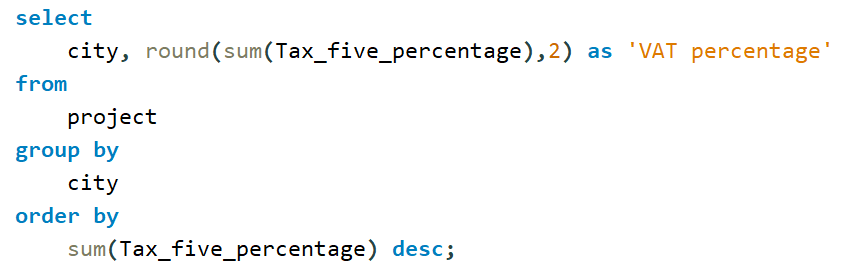 select
    city, round(sum(Tax_five_percentage),2) as 'VAT percentage'
from
    project
group by
    city
order by
    sum(Tax_five_percentage) desc;